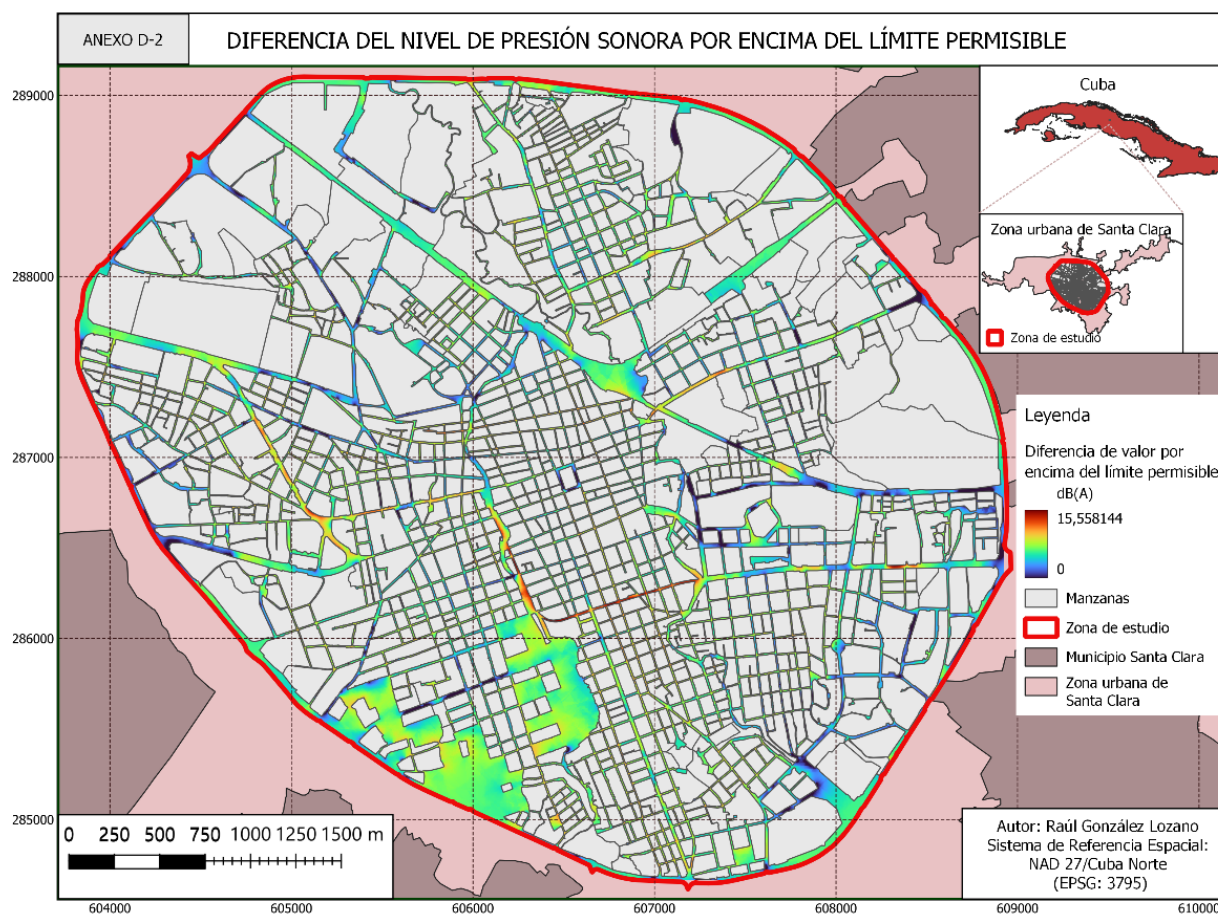 ANEXO D-2
DIFERENCIA DEL NIVEL DE PRESIÓN SONORA POR ENCIMA DEL LÍMITE PERMISIBLE
289000
288000
287000
286000
285000
Cuba
Zona urbana de Santa Clara
Zona de estudio
Leyenda
Diferencia de valor por
encima del límite permisible
dB(A)
15,558144
0
Manzanas
Zona de estudio
Municipio Santa Clara
Zona urbana de
Santa Clara
0 250 500 750 1000 1250 1500 m
Autor: Raúl González Lozano
Sistema de Referencia Espacial:
NAD 27/Cuba Norte
(EPSG: 3795)
604000 605000 606000 607000 608000 609000 610000